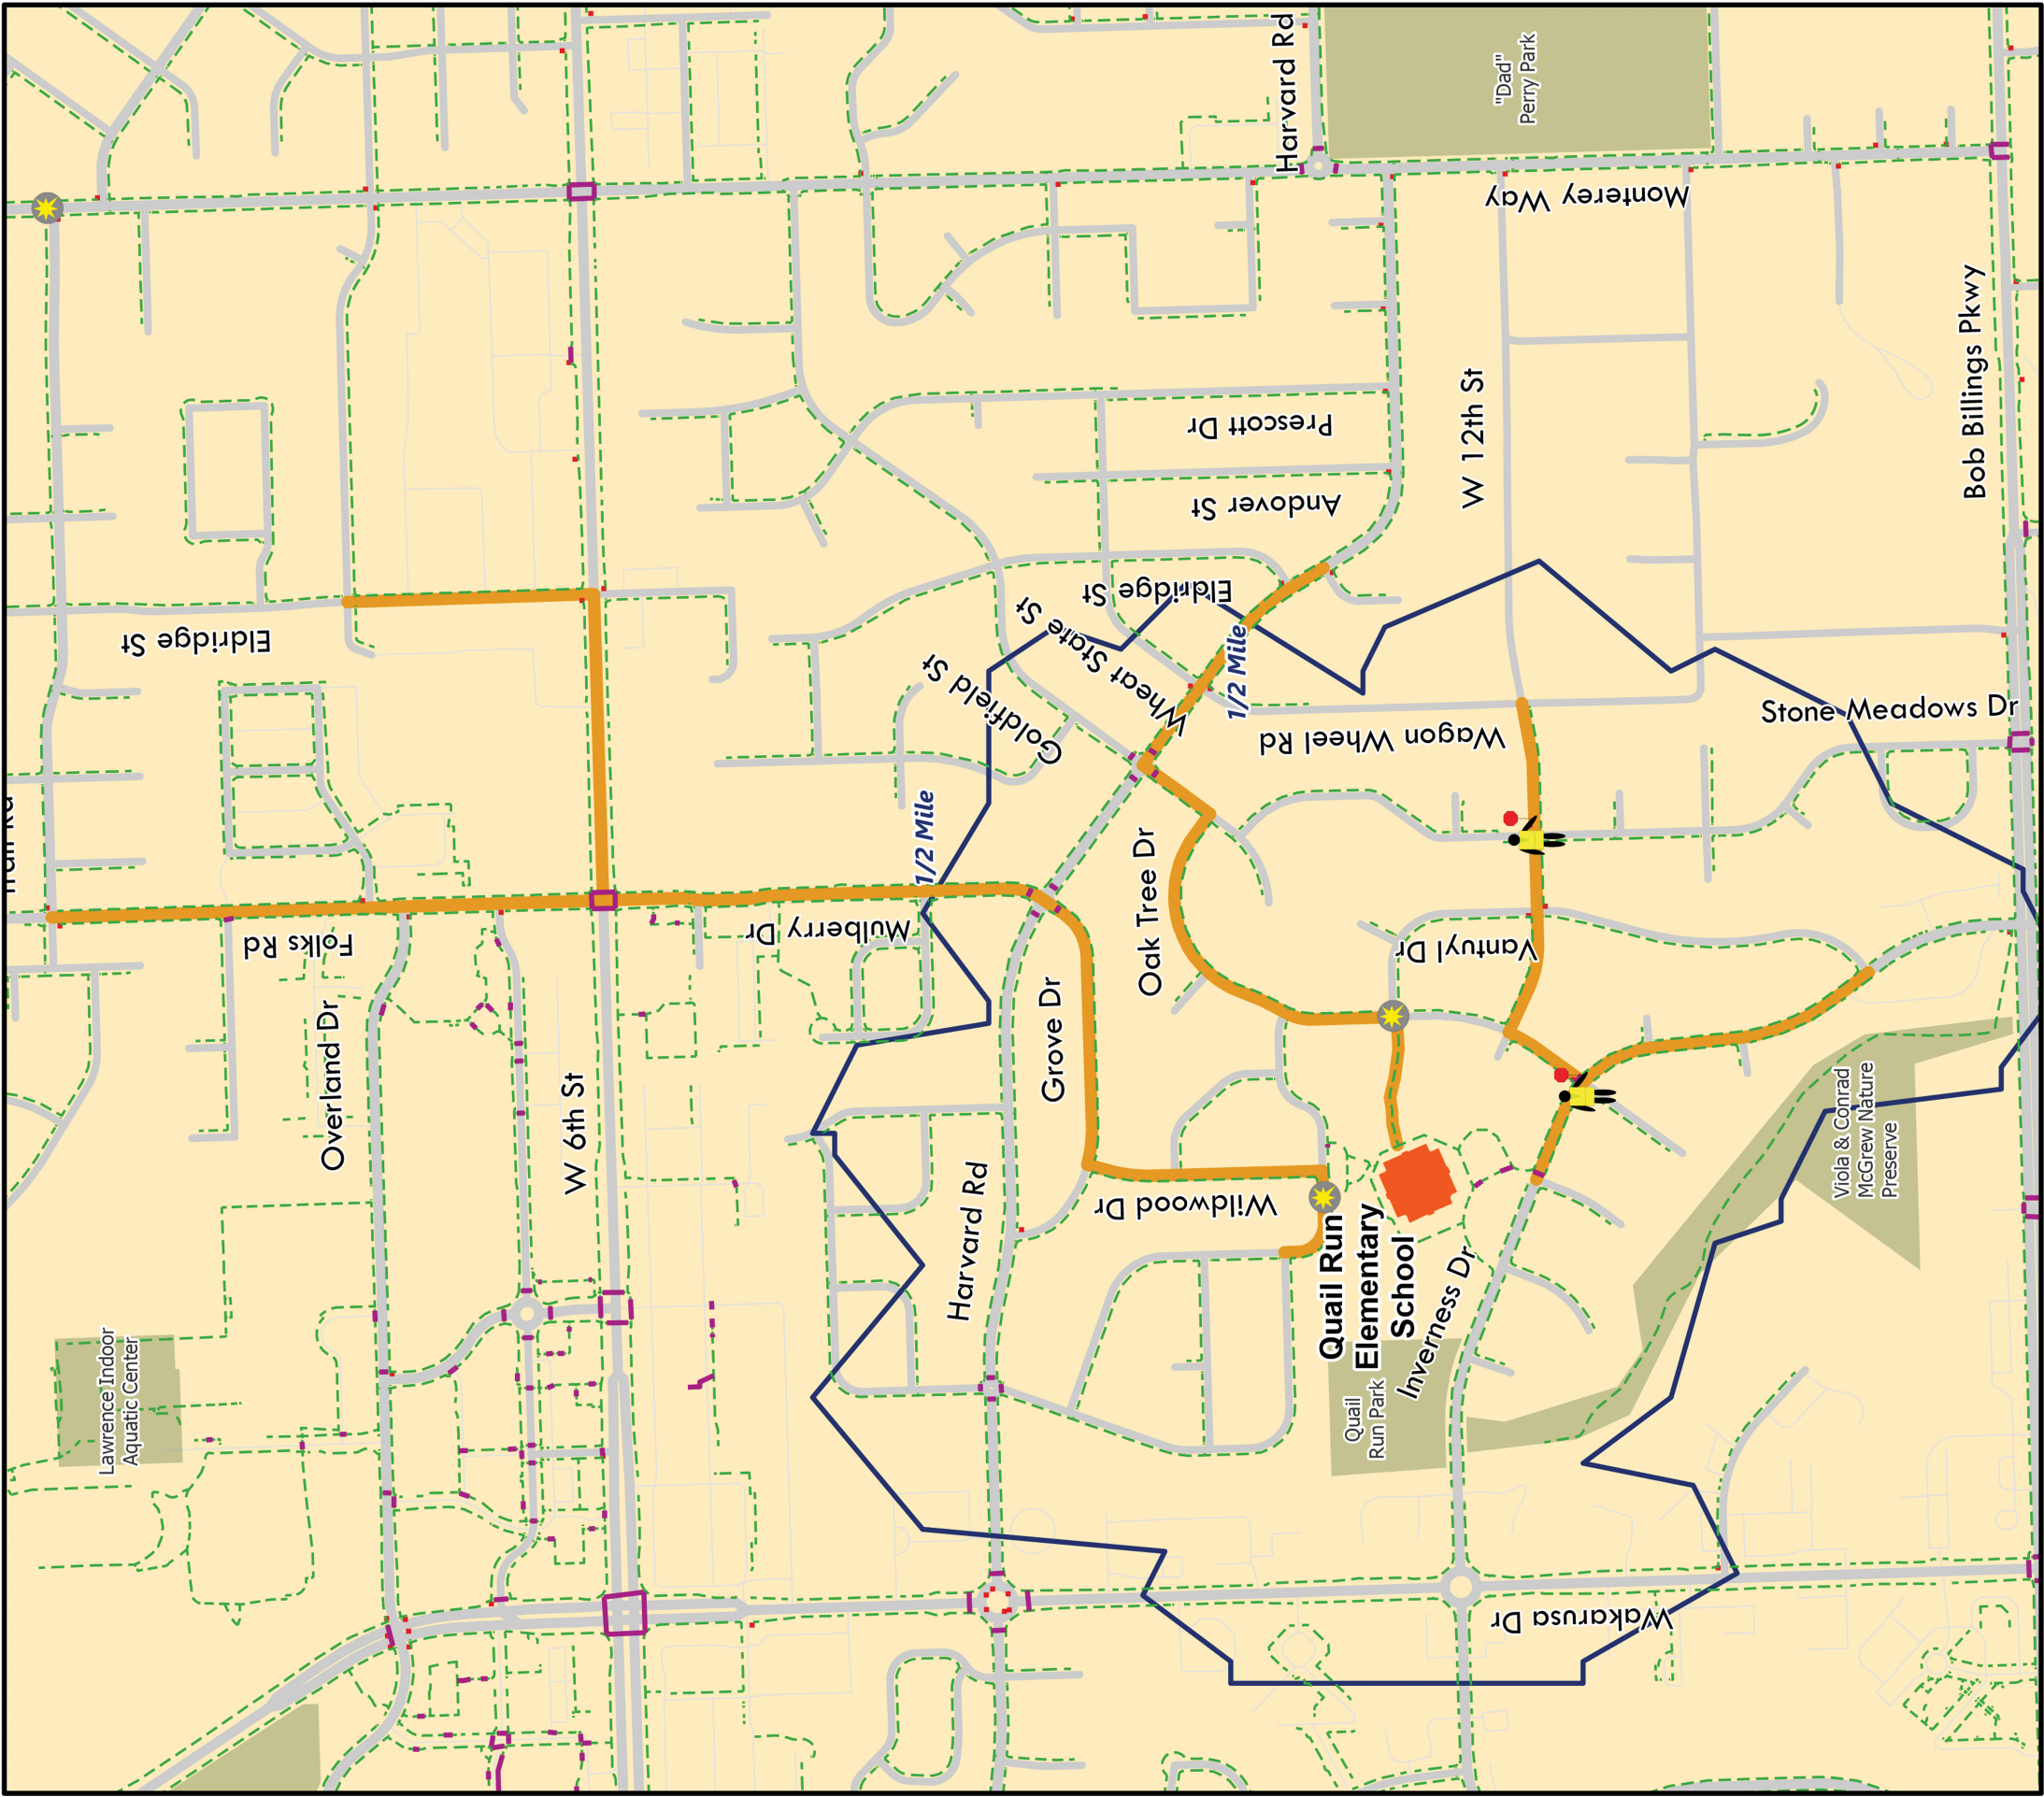 Harvard Rd
"Dad"
Perry Park
Monterey
Way
Bob Billings Pkwy
W 12th St
Prescott Dr
Andover St
Eldridge St
Wheat State St
Goldfield St
1/2 Mile
Eldridge St
Wagon Wheel Rd
Stone Meadows Dr
1/2 Mile
Folks Rd
Mulberry Dr
Oak Tree Dr
Vantuyl Dr
Overland Dr
W 6th St
Grove Dr
Harvard Rd
Wildwood Dr
Quail Run
Elementary
School
Inverness Dr
Viola & Conrad
McGrew Nature
Preserve
Lawrence Indoor
Aquatic Center
Quail
Run Park
Wakarusa Dr